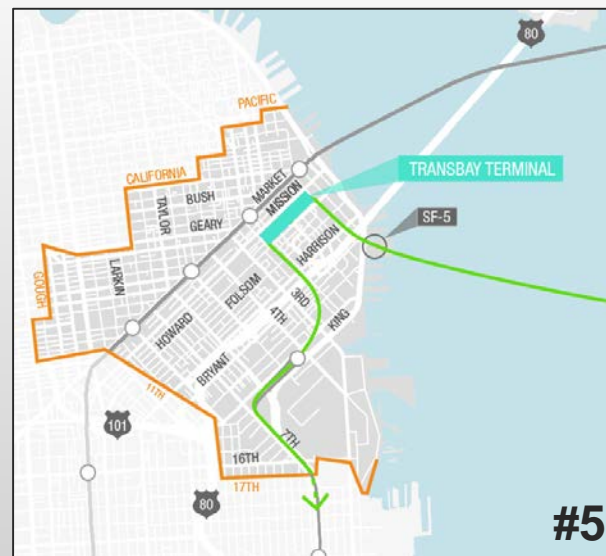 80
PACIFIC
CALIFORNIA
MARKET
MISSION
TRANSBAY TERMINAL
BUSH
TAYLOR
GEARY
SF-5
HARRISON
GOUGH
LARKIN
FOLSOM
3RD
4TH
KING
HOWARD
BRYANT
11TH
101
7TH
16TH
17TH
80
#5